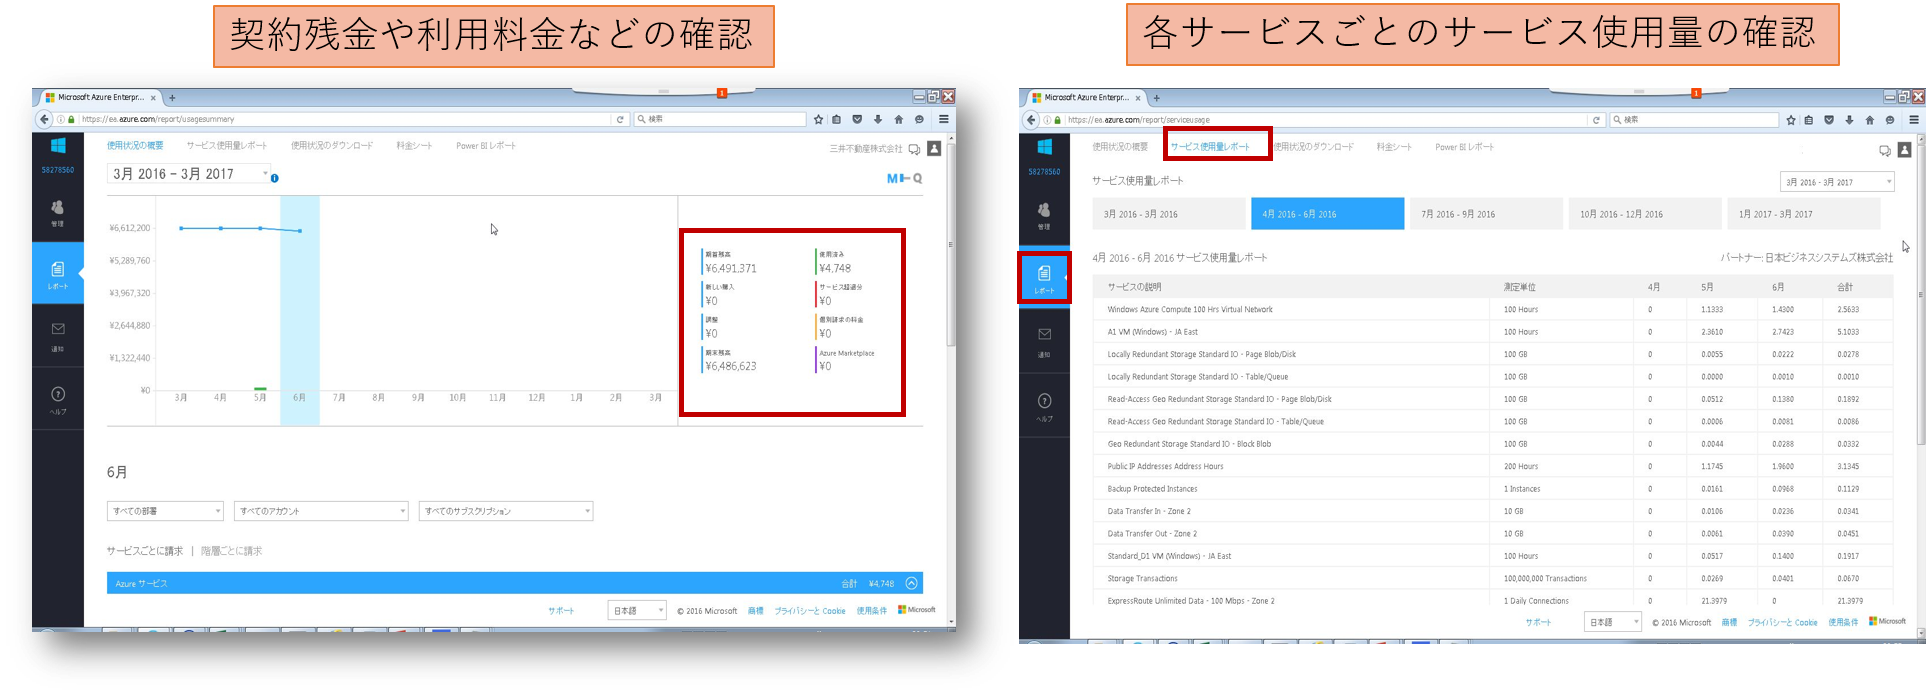 契約残金や利用料金などの確認
Microsoft Azure Enterpr...
1
https://ea.azure.com/report/usagesummary
検索
58278560
管理
レポート
通知
ヘルプ
使用状況の概要 サービス使用量レポート 使用状況のダウンロード 料金シート Power BI レポート
三井不動産株式会社
3月 2016 - 3月 2017
M Q
¥6,612,200
¥5,289,760
¥3,967,320
¥2,644,880
¥1,322,440
¥0
3月 4月 5月 6月 7月 8月 9月 10月 11月 12月 1月 2月 3月
期首残高 使用済み
¥6,491,371 ¥4,748
新しい購入 サービス超過分
¥0 ¥0
調整 個別請求の料金
¥0 ¥0
期末残高 Azure Marketplace
¥6,486,623 ¥0
6月
すべての部署 すべてのアカウント すべてのサブスクリプション
サービスごとに請求 | 階層ごとに請求
Azure サービス 合計 ¥4,748
サポート 日本語 © 2016 Microsoft 商標 プライバシーと Cookie 使用条件 Microsoft
各サービスごとのサービス使用量の確認
Microsoft Azure Enterpr...
1
https://ea.azure.com/report/serviceusage
検索
58278560
管理
レポート
通知
ヘルプ
使用状況の概要 サービス使用量レポート 使用状況のダウンロード 料金シート Power BI レポート
サービス使用量レポート
3月 2016 - 3月 2017
3月 2016 - 3月 2016 4月 2016 - 6月 2016 7月 2016 - 9月 2016 10月 2016 - 12月 2016 1月 2017 - 3月 2017
4月 2016 - 6月 2016 サービス使用量レポート パートナー: 日本ビジネスシステムズ株式会社
サービスの説明 測定単位 4月 5月 6月 合計
Windows Azure Compute 100 Hrs Virtual Network 100 Hours 0 1.1333 1.4300 2.5633
A1 VM (Windows) - JA East 100 Hours 0 2.3610 2.7423 5.1033
Locally Redundant Storage Standard IO - Page Blob/Disk 100 GB 0 0.0055 0.0222 0.0278
Locally Redundant Storage Standard IO - Table/Queue 100 GB 0 0.0000 0.0010 0.0010
Read-Access Geo Redundant Storage Standard IO - Page Blob/Disk 100 GB 0 0.0512 0.1380 0.1892
Read-Access Geo Redundant Storage Standard IO - Table/Queue 100 GB 0 0.0006 0.0081 0.0086
Geo Redundant Storage Standard IO - Block Blob 100 GB 0 0.0044 0.0288 0.0332
Public IP Addresses Address Hours 200 Hours 0 1.1745 1.9600 3.1345
Backup Protected Instances 1 Instances 0 0.0161 0.0968 0.1129
Data Transfer In - Zone 2 10 GB 0 0.0106 0.0236 0.0341
Data Transfer Out - Zone 2 10 GB 0 0.0061 0.0390 0.0451
Standard_D1 VM (Windows) - JA East 100 Hours 0 0.0517 0.1400 0.1917
Storage Transactions 100,000,000 Transactions 0 0.0269 0.0401 0.0670
ExpressRoute Unlimited Data - 100 Mbps - Zone 2 1 Daily Connections 0 21.3979 0 21.3979
サポート 日本語 © 2016 Microsoft 商標 プライバシーと Cookie 使用条件 Microsoft